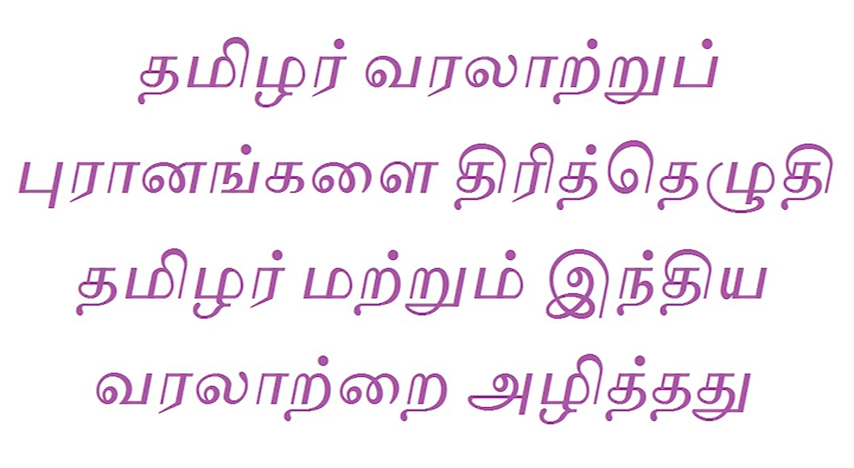 தமிழர் வரலாற்றுப்
புரானங்களை திரித்தெழுதி
தமிழர் மற்றும் இந்திய
வரலாற்றை அழித்தது